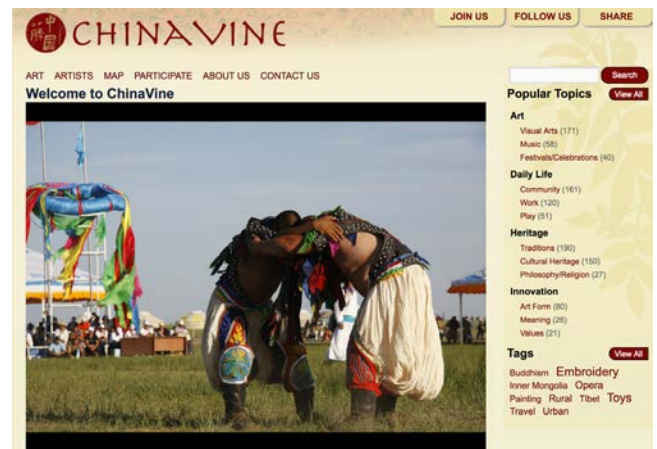 JOIN US FOLLOW US SHARE
中国藤
CHINAVINE
ART ARTISTS MAP PARTICIPATE ABOUT US CONTACT US
Search
Welcome to ChinaVine
Popular Topics View All
Art
Visual Arts (171)
Music (58)
Festivals/Celebrations (40)
Daily Life
Community (161)
Work (120)
Play (51)
Heritage
Traditions (190)
Cultural Heritage (150)
Philosophy/Religion (27)
Innovation
Art Form (80)
Meaning (26)
Values (21)
Tags View All
Buddhism Embroidery
Inner Mongolia Opera
Painting Rural Tibet Toys
Travel Urban